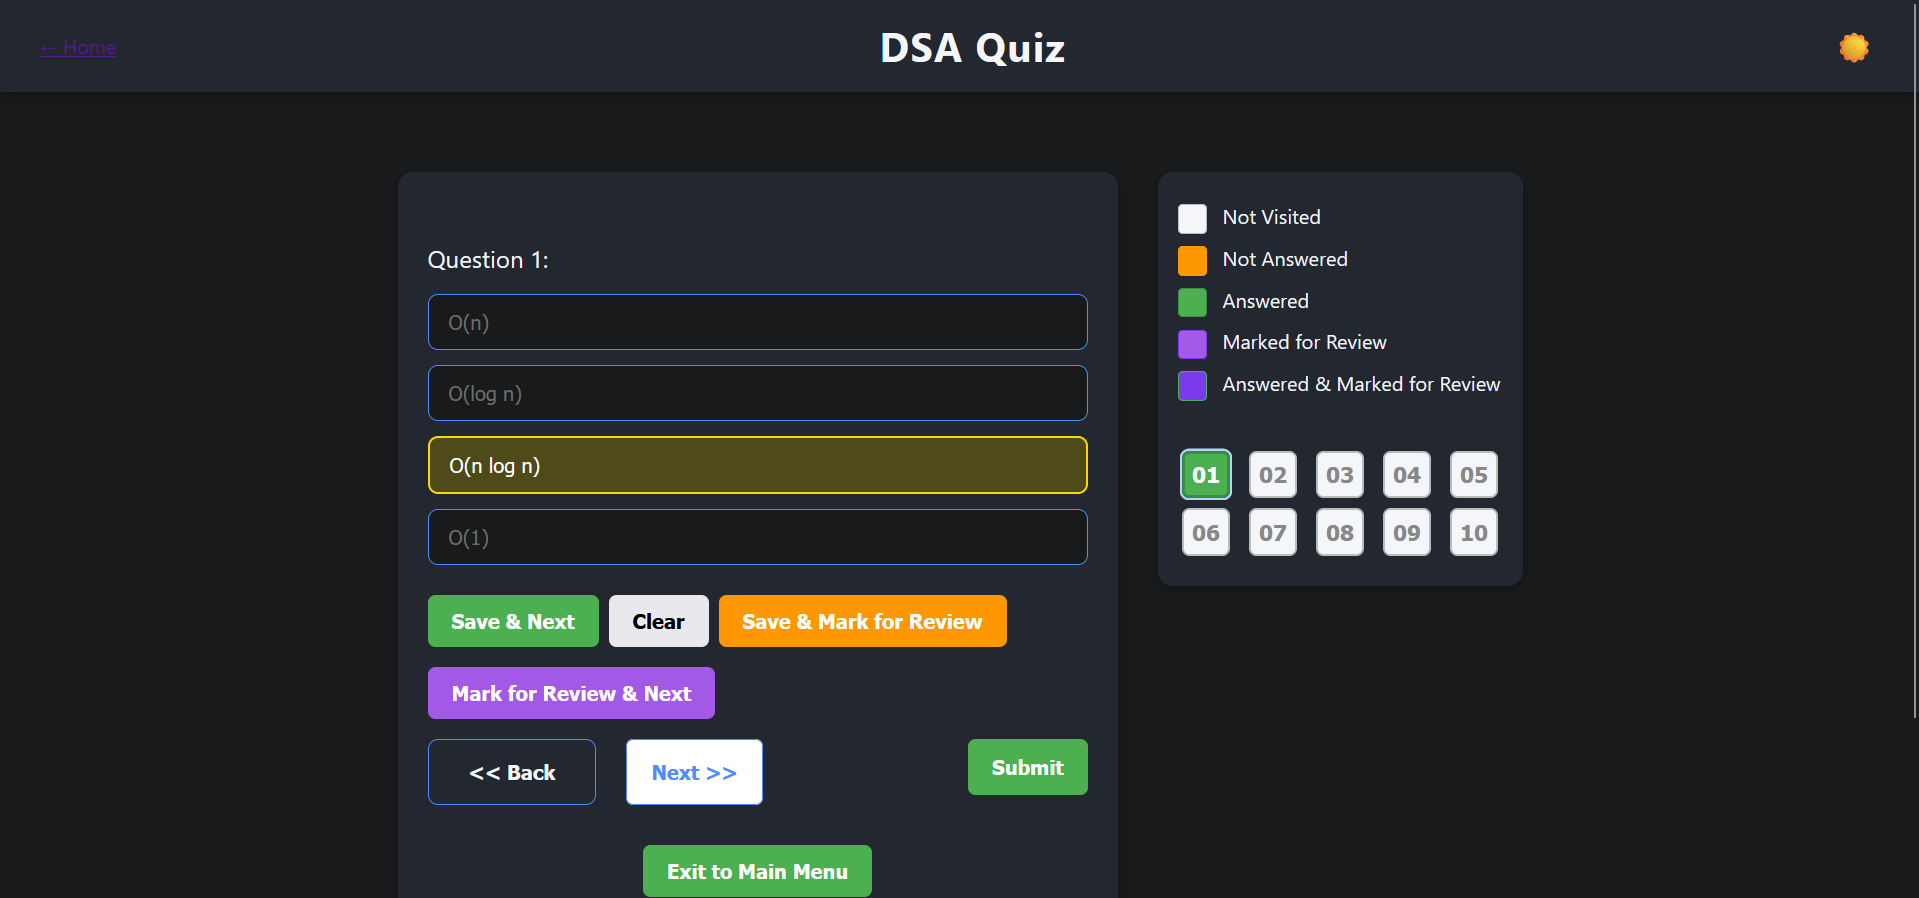 ← Home
DSA Quiz
Question 1:
O(n)
O(log n)
O(n log n)
O(1)
Save & Next
Clear
Save & Mark for Review
Mark for Review & Next
<< Back
Next >>
Submit
Exit to Main Menu
Not Visited
Not Answered
Answered
Marked for Review
Answered & Marked for Review
01 02 03 04 05
06 07 08 09 10